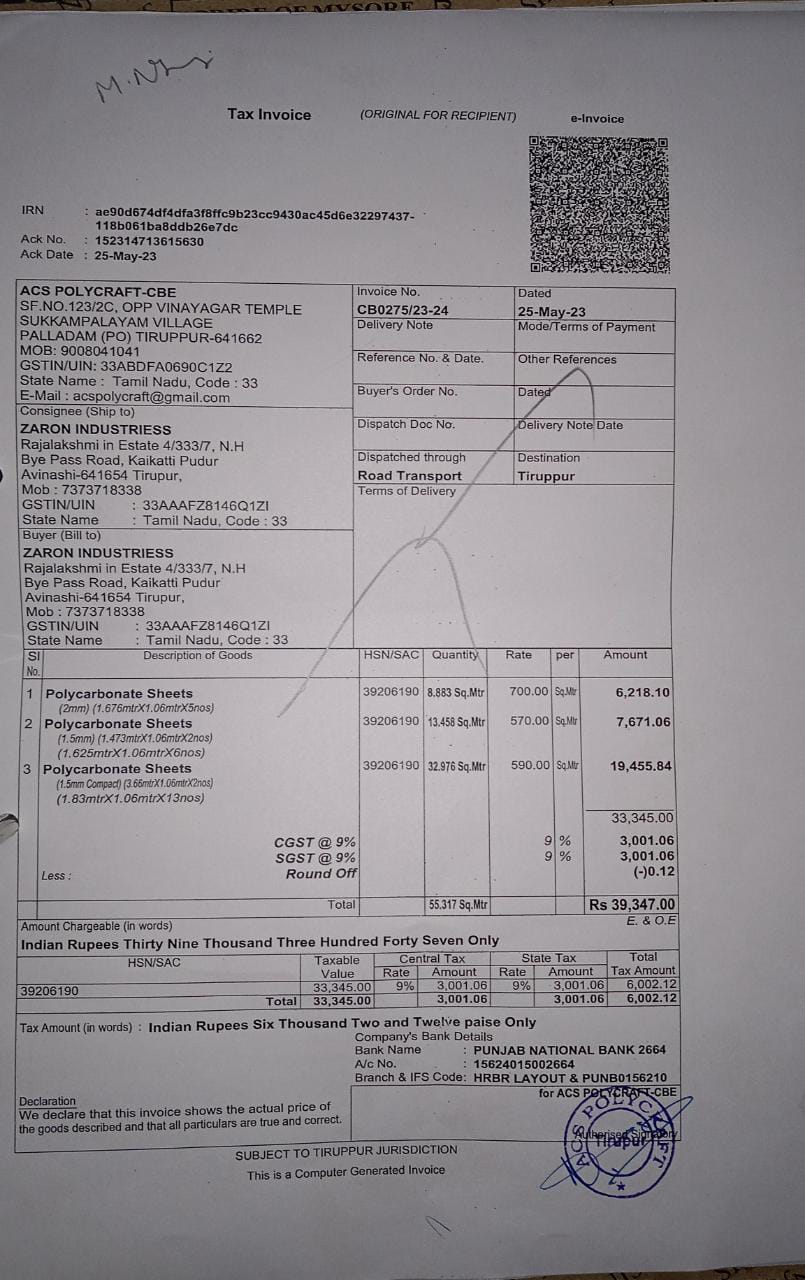 PRIDE OF MYSORE
M.N
Tax Invoice (ORIGINAL FOR RECIPIENT) e-Invoice
IRN : ae90d674df4dfa3f8ffc9b23cc9430ac45d6e32297437-
118b061ba8ddb26e7dc
Ack No. : 152314713615630
Ack Date : 25-May-23
ACS POLYCRAFT-CBE
SF.NO.123/2C, OPP VINAYAGAR TEMPLE
SUKKAMPALAYAM VILLAGE
PALLADAM (PO) TIRUPPUR-641662
MOB: 9008041041
GSTIN/UIN: 33ABDFA0690C1Z2
State Name : Tamil Nadu, Code : 33
E-Mail : acspolycraft@gmail.com
Invoice No. Dated
CB0275/23-24 25-May-23
Delivery Note Mode/Terms of Payment
Reference No. & Date. Other References
Buyer's Order No. Dated
Dispatch Doc No. Delivery Note Date
Dispatched through Destination
Road Transport Tiruppur
Terms of Delivery
Consignee (Ship to)
ZARON INDUSTRIESS
Rajalakshmi in Estate 4/333/7, N.H
Bye Pass Road, Kaikatti Pudur
Avinashi-641654 Tirupur,
Mob : 7373718338
GSTIN/UIN : 33AAAFZ8146Q1ZI
State Name : Tamil Nadu, Code : 33
Buyer (Bill to)
ZARON INDUSTRIESS
Rajalakshmi in Estate 4/333/7, N.H
Bye Pass Road, Kaikatti Pudur
Avinashi-641654 Tirupur,
Mob : 7373718338
GSTIN/UIN : 33AAAFZ8146Q1ZI
State Name : Tamil Nadu, Code : 33
Sl No. Description of Goods HSN/SAC Quantity Rate per Amount
1 Polycarbonate Sheets 39206190 8.883 Sq.Mtr 700.00 Sq.Mtr 6,218.10
(2mm) (1.676mtrX1.06mtrX5nos)
2 Polycarbonate Sheets 39206190 13.458 Sq.Mtr 570.00 Sq.Mtr 7,671.06
(1.5mm) (1.473mtrX1.06mtrX2nos)
(1.625mtrX1.06mtrX6nos)
3 Polycarbonate Sheets 39206190 32.976 Sq.Mtr 590.00 Sq.Mtr 19,455.84
(1.5mm Compact) (3.66mtrX1.06mtrX2nos)
(1.83mtrX1.06mtrX13nos)
33,345.00
CGST @ 9% 9 % 3,001.06
SGST @ 9% 9 % 3,001.06
Less : Round Off (-)0.12
Total 55.317 Sq.Mtr Rs 39,347.00
Amount Chargeable (in words) E. & O.E
Indian Rupees Thirty Nine Thousand Three Hundred Forty Seven Only
HSN/SAC Taxable Value Central Tax State Tax Total Tax Amount
Rate Amount Rate Amount
39206190 33,345.00 9% 3,001.06 9% 3,001.06 6,002.12
Total 33,345.00 3,001.06 3,001.06 6,002.12
Tax Amount (in words) : Indian Rupees Six Thousand Two and Twelve paise Only
Company's Bank Details
Bank Name : PUNJAB NATIONAL BANK 2664
A/c No. : 15624015002664
Branch & IFS Code: HRBR LAYOUT & PUNB0156210
for ACS POLYCRAFT-CBE
Declaration
We declare that this invoice shows the actual price of
the goods described and that all particulars are true and correct.
Authorised Signatory
ACS POLYCRAFT
Tirupur
SUBJECT TO TIRUPPUR JURISDICTION
This is a Computer Generated Invoice